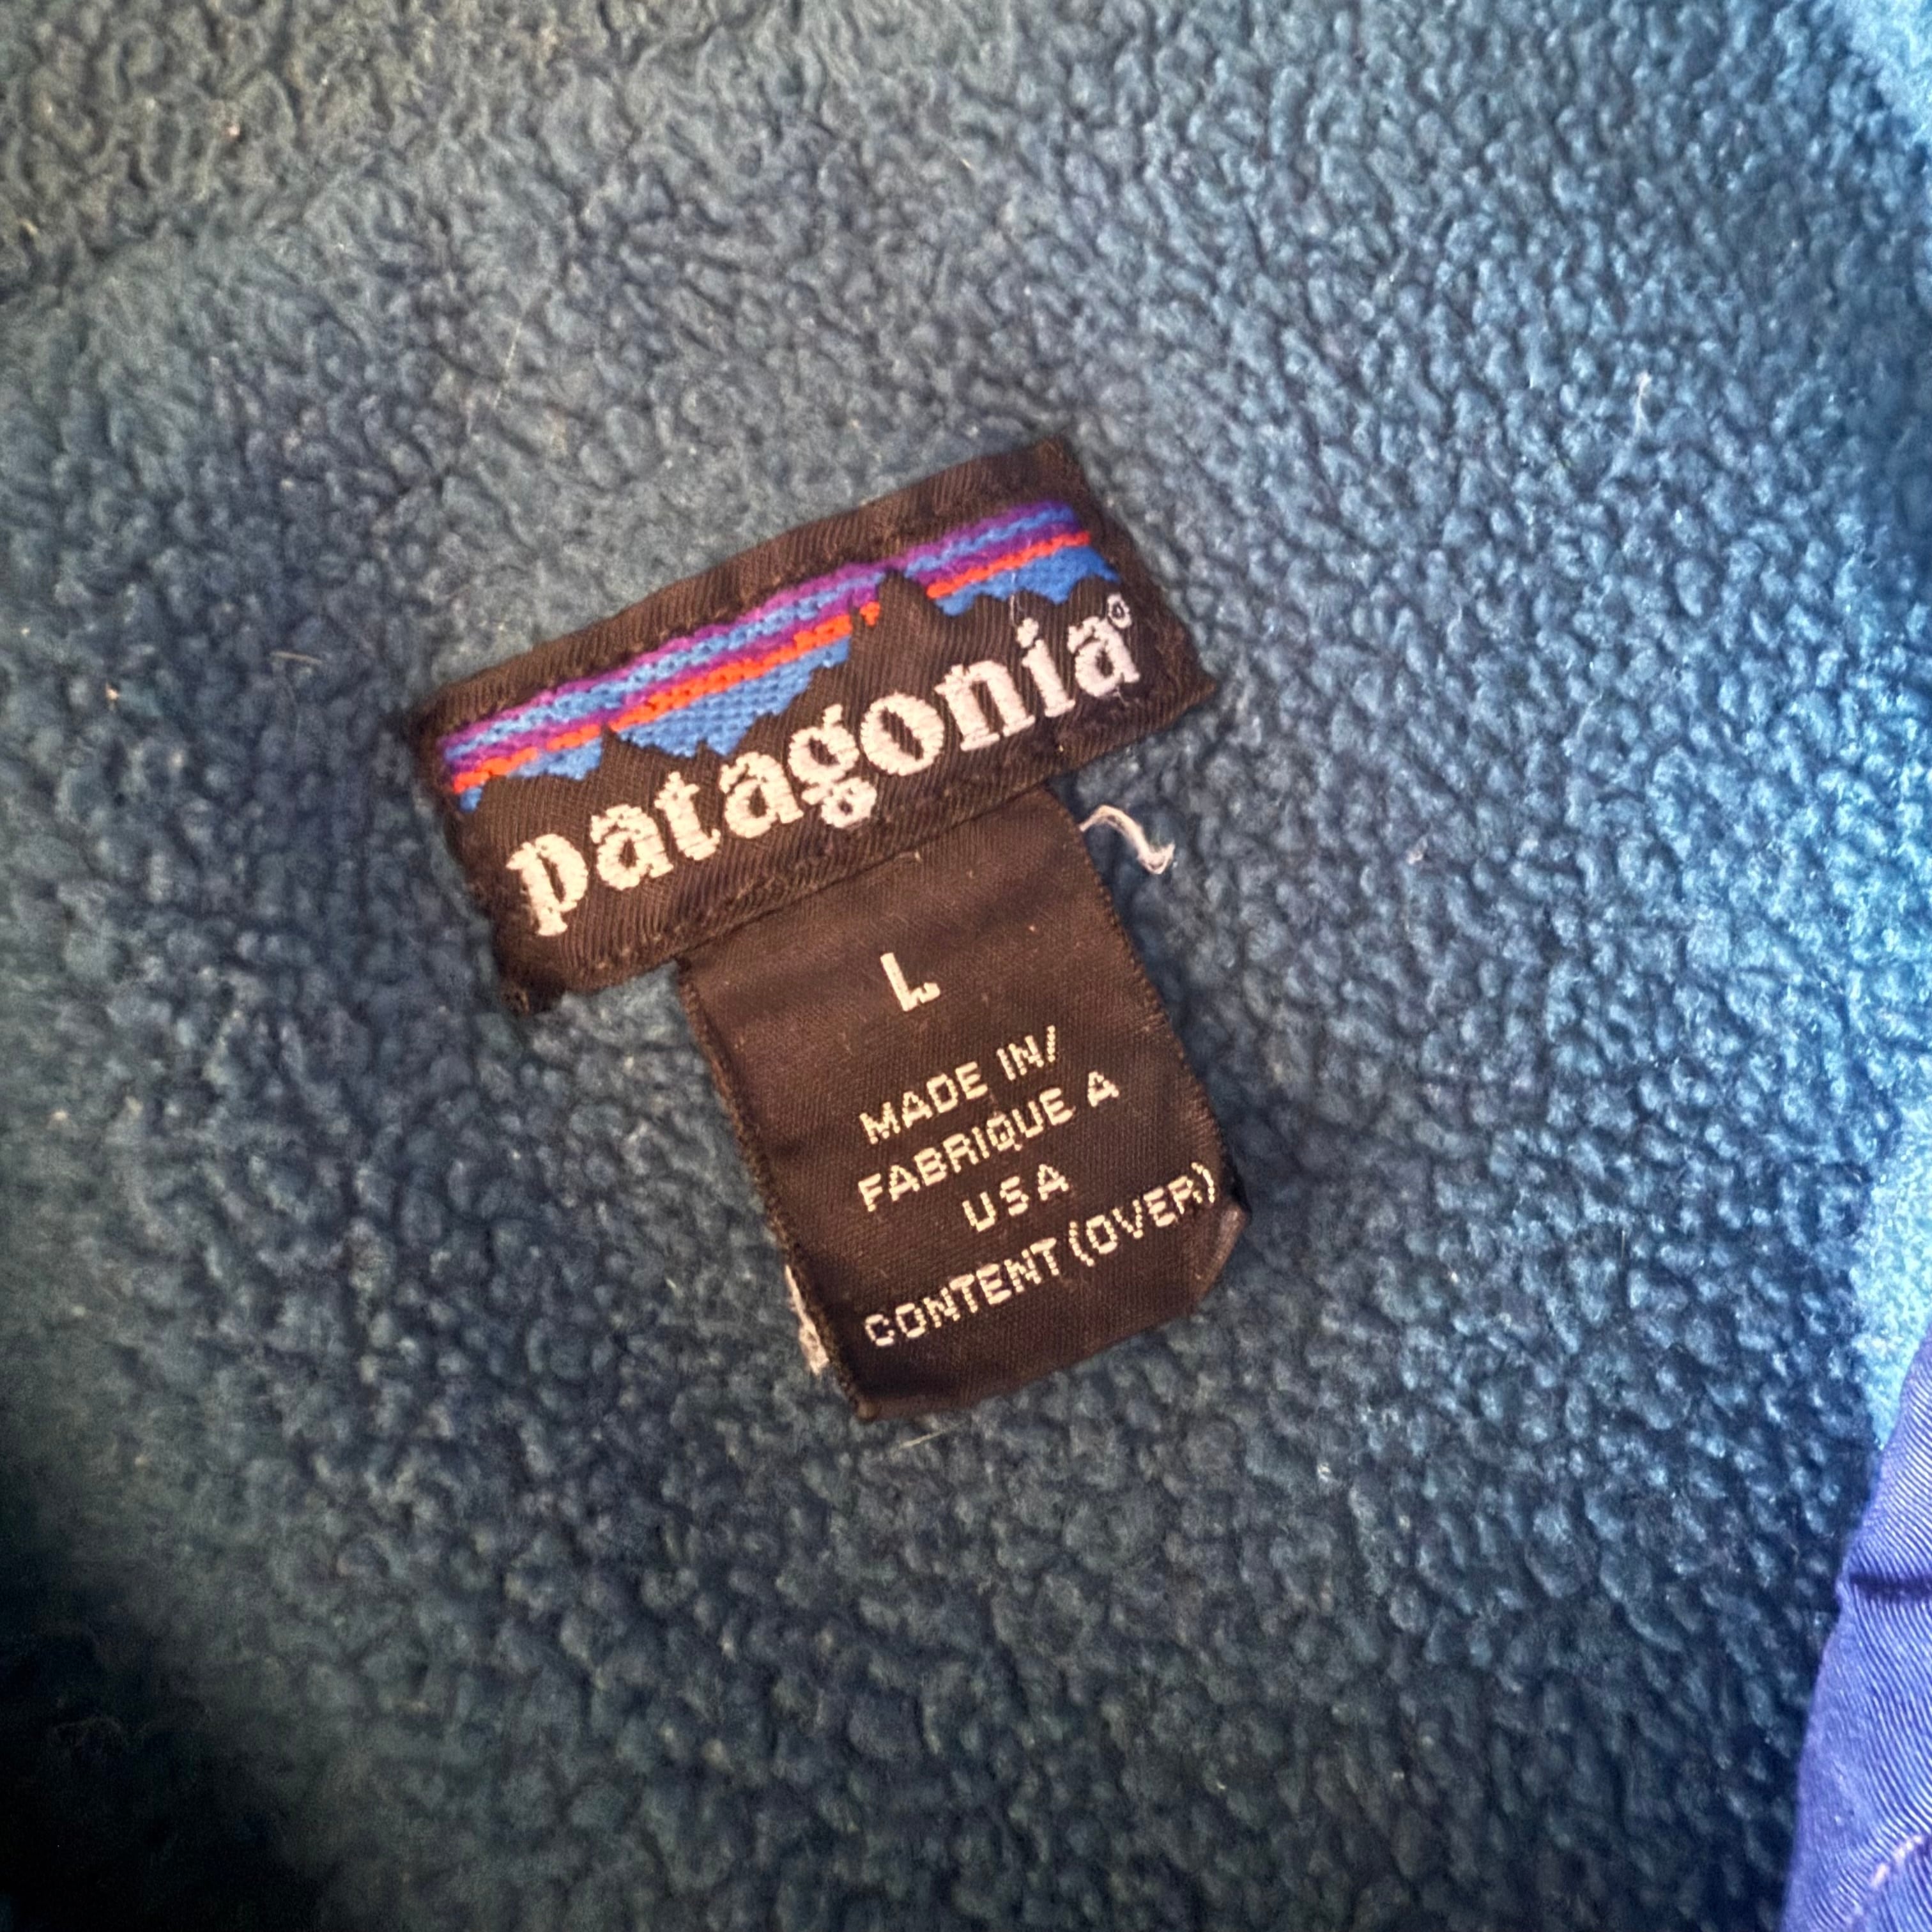 patagonia®
L
MADE IN/
FABRIQUE A
USA
CONTENT (OVER)